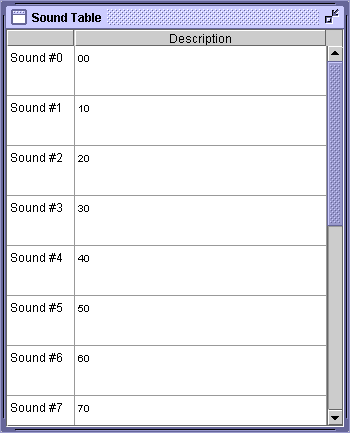 Sound Table
Description
Sound #0 00
Sound #1 10
Sound #2 20
Sound #3 30
Sound #4 40
Sound #5 50
Sound #6 60
Sound #7 70